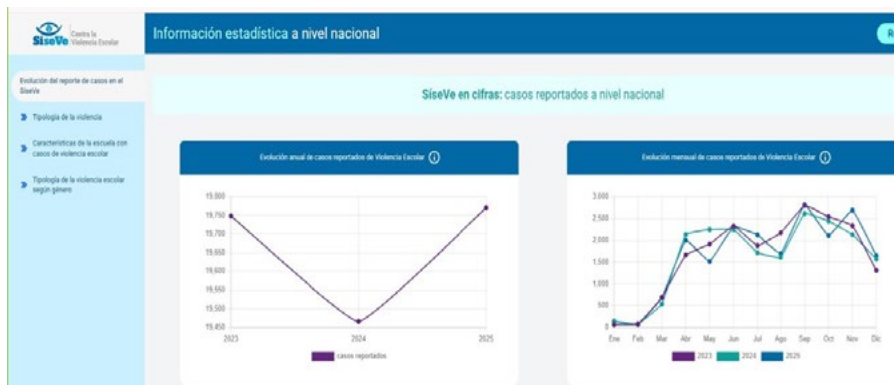 SíseVe
Contra la
Violencia Escolar
Información estadística a nivel nacional
Evolución del reporte de casos en el
SíseVe
Tipología de la violencia
Características de la escuela con
casos de violencia escolar
Tipología de la violencia escolar
según género
SíseVe en cifras: casos reportados a nivel nacional
Evolución anual de casos reportados de Violencia Escolar
19,800
19,750
19,700
19,650
19,600
19,550
19,500
19,450
2023
2024
2025
casos reportados
Evolución mensual de casos reportados de Violencia Escolar
3,000
2,500
2,000
1,500
1,000
500
0
Ene Feb Mar Abr May Jun Jul Ago Sep Oct Nov Dic
2023 2024 2025